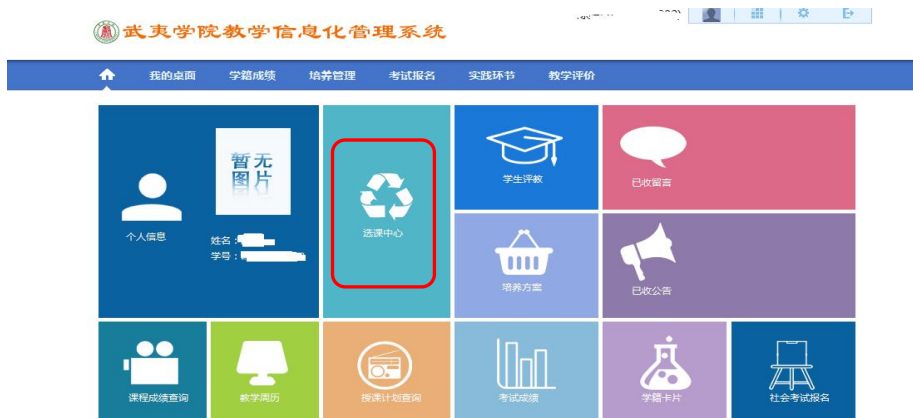 武夷学院教学信息化管理系统
我的桌面 学籍成绩 培养管理 考试报名 实践环节 教学评价
暂无
图片
个人信息
姓名：
学号：
选课中心
学生评教
已收留言
培养方案
已收公告
课程成绩查询
教学周历
授课计划查询
考试成绩
学籍卡片
社会考试报名